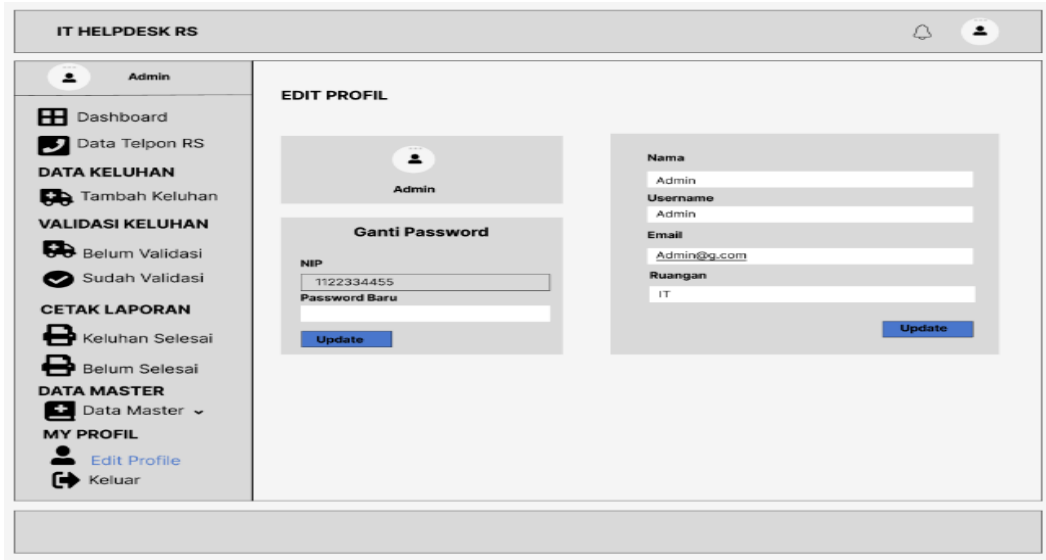 IT HELPDESK RS
Admin
Dashboard
Data Telpon RS
DATA KELUHAN
Tambah Keluhan
VALIDASI KELUHAN
Belum Validasi
Sudah Validasi
CETAK LAPORAN
Keluhan Selesai
Belum Selesai
DATA MASTER
Data Master
MY PROFIL
Edit Profile
Keluar
EDIT PROFIL
Admin
Ganti Password
NIP
1122334455
Password Baru
Update
Nama
Admin
Username
Admin
Email
Admin@g.com
Ruangan
IT
Update